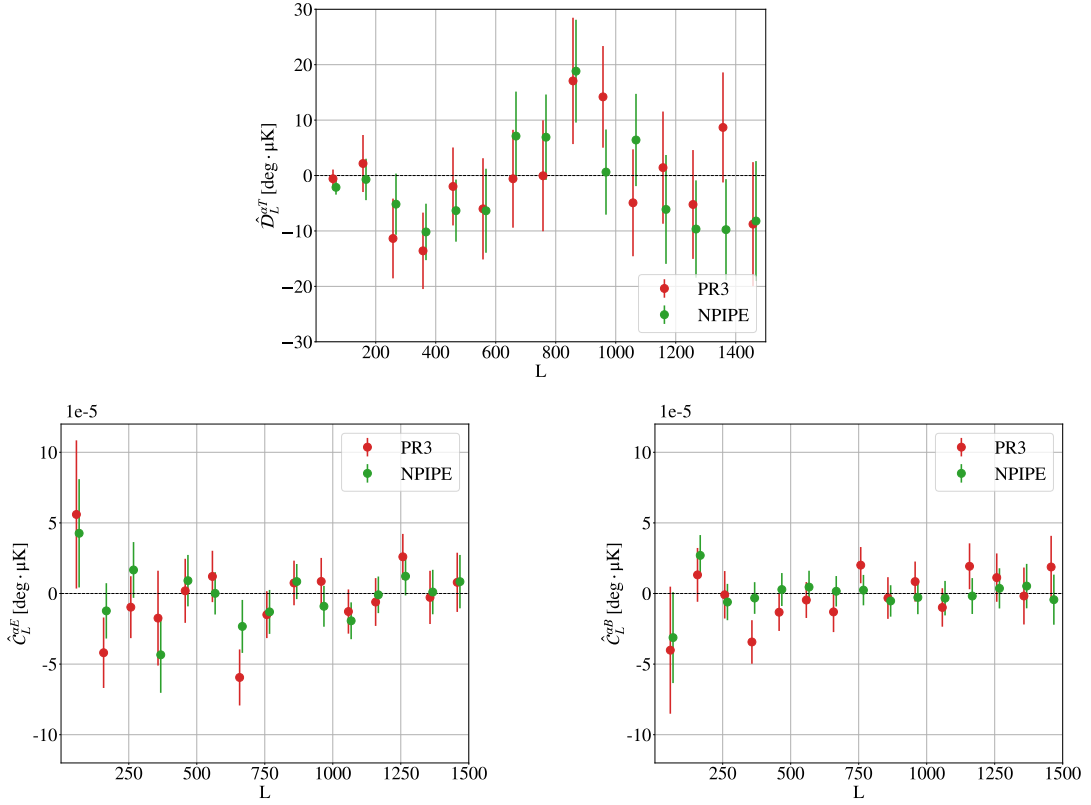 30
20
10
0
−10
−20
−30
D̂_L^{αT} [deg · μK]
PR3
NPIPE
200 400 600 800 1000 1200 1400
L
1e-5
10
5
0
-5
-10
Ĉ_L^{αE} [deg · μK]
PR3
NPIPE
250 500 750 1000 1250 1500
L
1e-5
10
5
0
-5
-10
Ĉ_L^{αB} [deg · μK]
PR3
NPIPE
250 500 750 1000 1250 1500
L